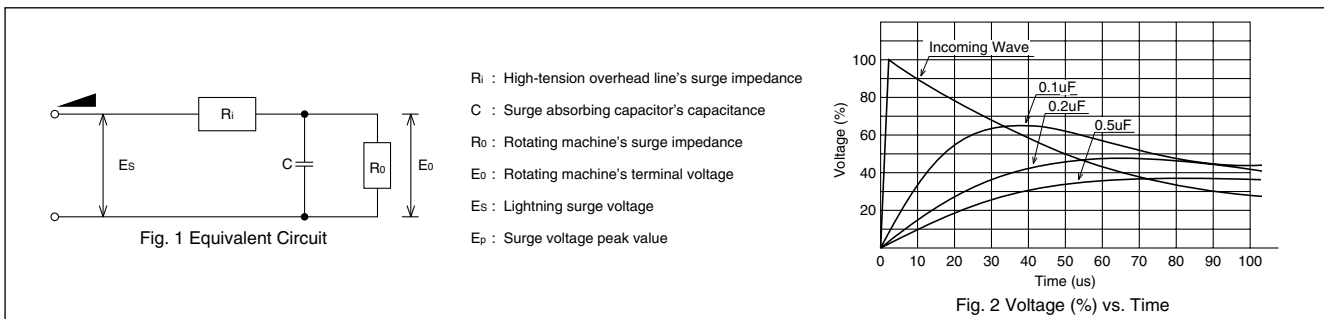 Ri
Es
C
R0
E0
Fig. 1 Equivalent Circuit
Ri : High-tension overhead line's surge impedance
C : Surge absorbing capacitor's capacitance
R0 : Rotating machine's surge impedance
E0 : Rotating machine's terminal voltage
Es : Lightning surge voltage
Ep : Surge voltage peak value
Incoming Wave
0.1uF
0.2uF
0.5uF
Voltage (%)
100
80
60
40
20
0 10 20 30 40 50 60 70 80 90 100
Time (us)
Fig. 2 Voltage (%) vs. Time